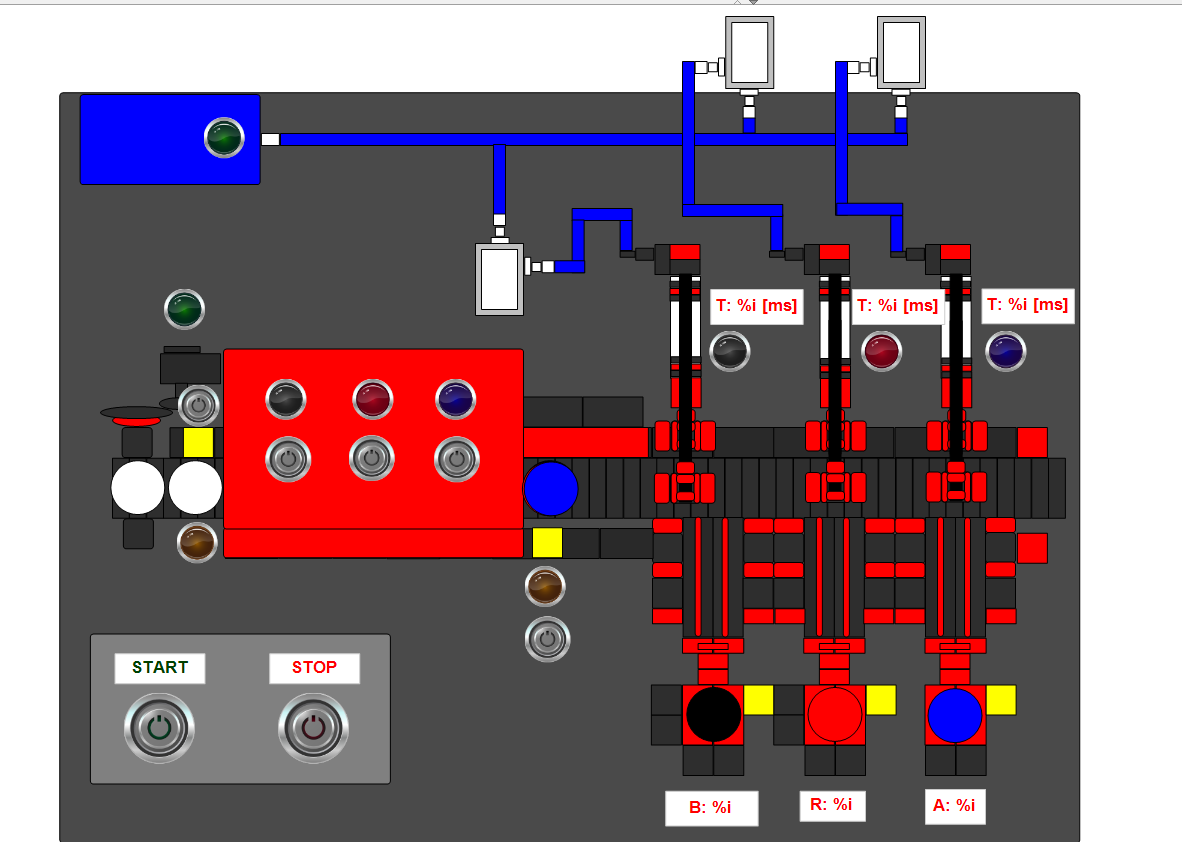 T: %i [ms]
T: %i [ms]
T: %i [ms]
START
STOP
B: %i
R: %i
A: %i